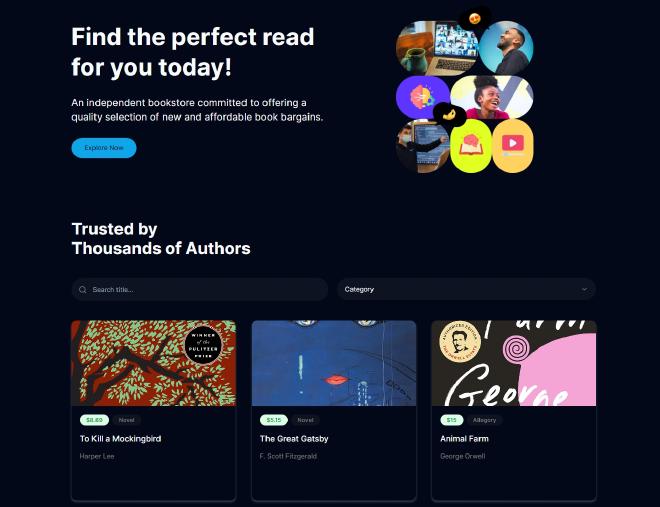 Find the perfect read
for you today!
An independent bookstore committed to offering a
quality selection of new and affordable book bargains.
Explore Now
Trusted by
Thousands of Authors
Search title...
Category
WINNER
of the
PULITZER
PRIZE
Farm
George
$8.69
Novel
$5.15
Novel
$15
Allegory
To Kill a Mockingbird
The Great Gatsby
Animal Farm
Harper Lee
F. Scott Fitzgerald
George Orwell